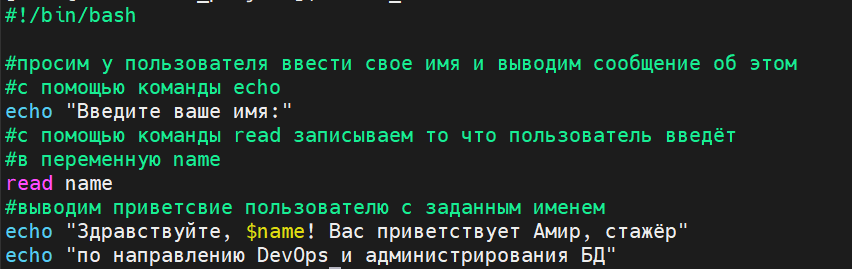 #!/bin/bash
#просим у пользователя ввести свое имя и выводим сообщение об этом
#с помощью команды echo
echo "Введите ваше имя:"
#с помощью команды read записываем то что пользователь введёт
#в переменную name
read name
#выводим приветсвие пользователю с заданным именем
echo "Здравствуйте, $name! Вас приветствует Амир, стажёр"
echo "по направлению DevOps и администрирования БД"